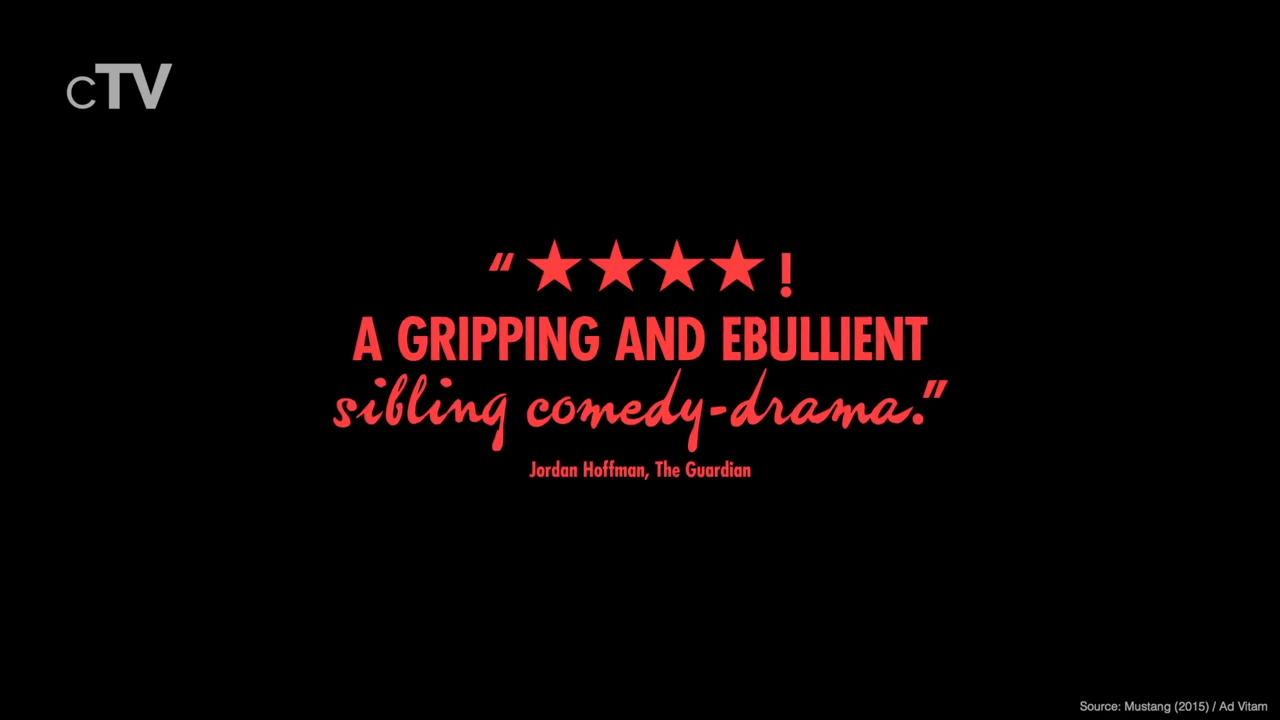 cTV
“★★★★!
A GRIPPING AND EBULLIENT
sibling comedy-drama.”
Jordan Hoffman, The Guardian
Source: Mustang (2015) / Ad Vitam